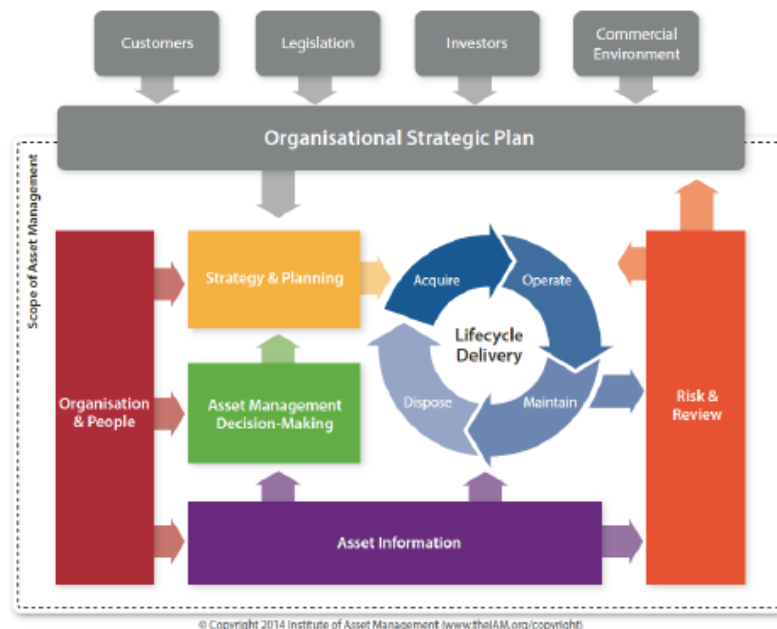 Customers
Legislation
Investors
Commercial
Environment
Organisational Strategic Plan
Scope of Asset Management
Strategy & Planning
Acquire
Operate
Lifecycle
Delivery
Organisation
& People
Asset Management
Decision-Making
Dispose
Maintain
Risk &
Review
Asset Information
© Copyright 2014 Institute of Asset Management (www.theIAM.org/copyright)